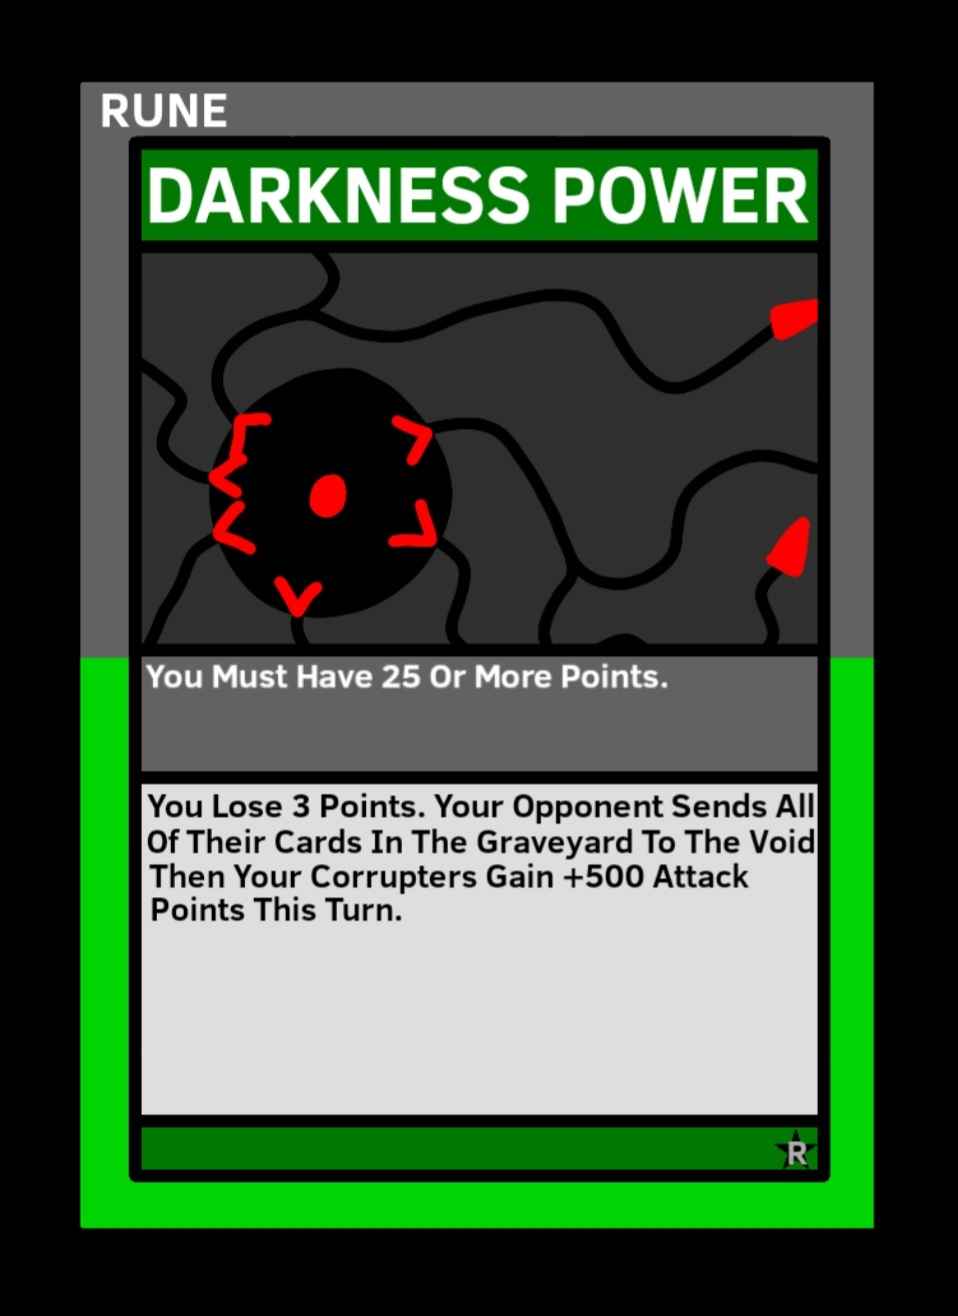 RUNE
DARKNESS POWER
You Must Have 25 Or More Points.
You Lose 3 Points. Your Opponent Sends All
Of Their Cards In The Graveyard To The Void
Then Your Corrupters Gain +500 Attack
Points This Turn.
R